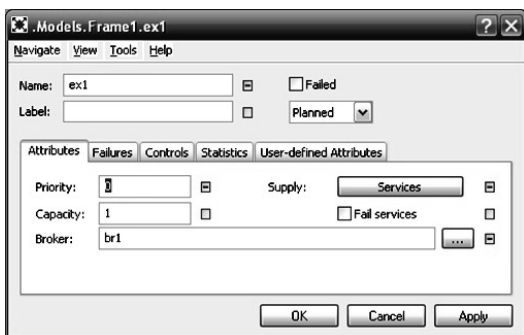 .Models.Frame1.ex1
Navigate View Tools Help
Name: ex1 Failed
Label: Planned
Attributes Failures Controls Statistics User-defined Attributes
Priority: 0 Supply: Services
Capacity: 1 Fail services
Broker: br1 ...
OK Cancel Apply